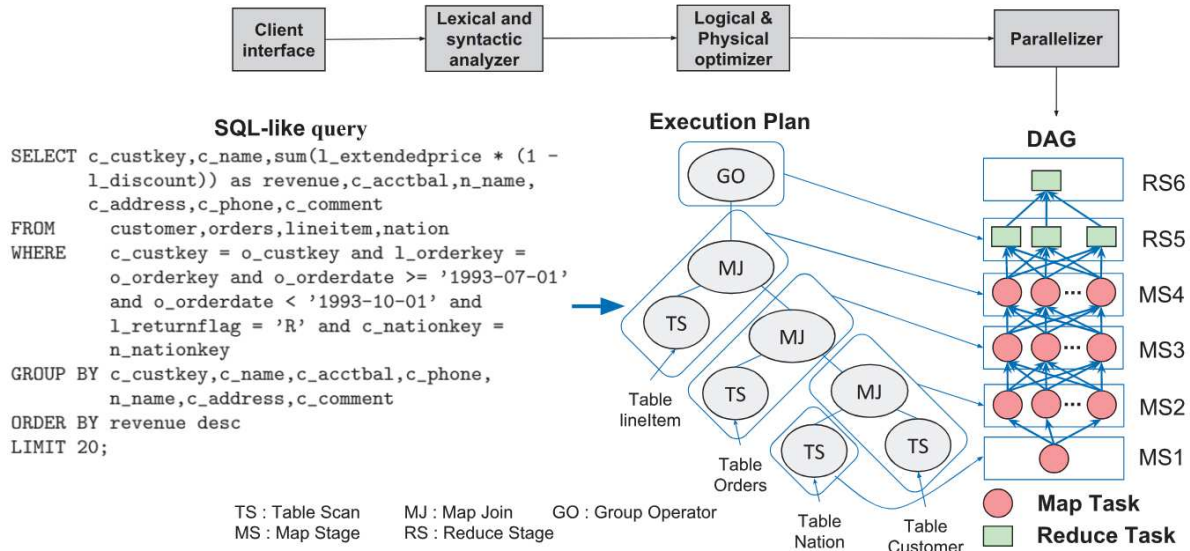 Client
interface
Lexical and
syntactic
analyzer
Logical &
Physical
optimizer
Parallelizer
SQL-like query
SELECT c_custkey,c_name,sum(l_extendedprice * (1 -
l_discount)) as revenue,c_acctbal,n_name,
c_address,c_phone,c_comment
FROM customer,orders,lineitem,nation
WHERE c_custkey = o_custkey and l_orderkey =
o_orderkey and o_orderdate >= '1993-07-01'
and o_orderdate < '1993-10-01' and
l_returnflag = 'R' and c_nationkey =
n_nationkey
GROUP BY c_custkey,c_name,c_acctbal,c_phone,
n_name,c_address,c_comment
ORDER BY revenue desc
LIMIT 20;
Execution Plan
GO
MJ
TS
MJ
TS
MJ
TS
TS
Table
lineItem
Table
Orders
Table
Nation
Table
Customer
DAG
RS6
RS5
... MS4
... MS3
... MS2
MS1
Map Task
Reduce Task
TS : Table Scan MJ : Map Join GO : Group Operator
MS : Map Stage RS : Reduce Stage